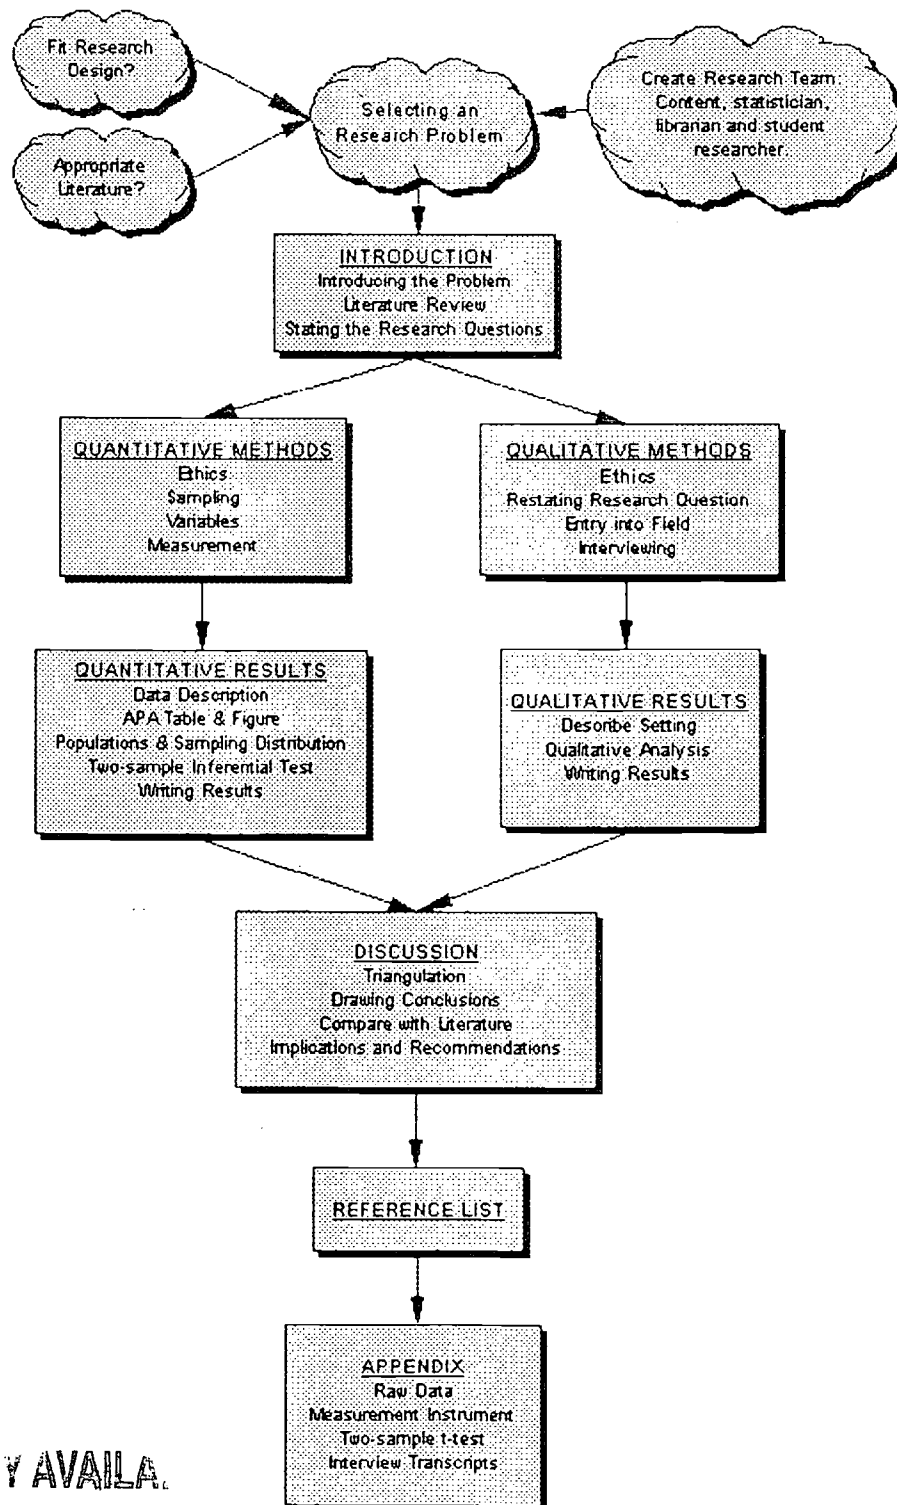 Fit Research
Design?
Appropriate
Literature?
Selecting an
Research Problem
Create Research Team:
Content, statistician,
librarian and student
researcher.
INTRODUCTION
Introducing the Problem
Literature Review
Stating the Research Questions
QUANTITATIVE METHODS
Ethics
Sampling
Variables
Measurement
QUALITATIVE METHODS
Ethics
Restating Research Question
Entry into Field
Interviewing
QUANTITATIVE RESULTS
Data Description
APA Table & Figure
Populations & Sampling Distribution
Two-sample Inferential Test
Writing Results
QUALITATIVE RESULTS
Describe Setting
Qualitative Analysis
Writing Results
DISCUSSION
Triangulation
Drawing Conclusions
Compare with Literature
Implications and Recommendations
REFERENCE LIST
APPENDIX
Raw Data
Measurement Instrument
Two-sample t-test
Interview Transcripts
Y AVAILA